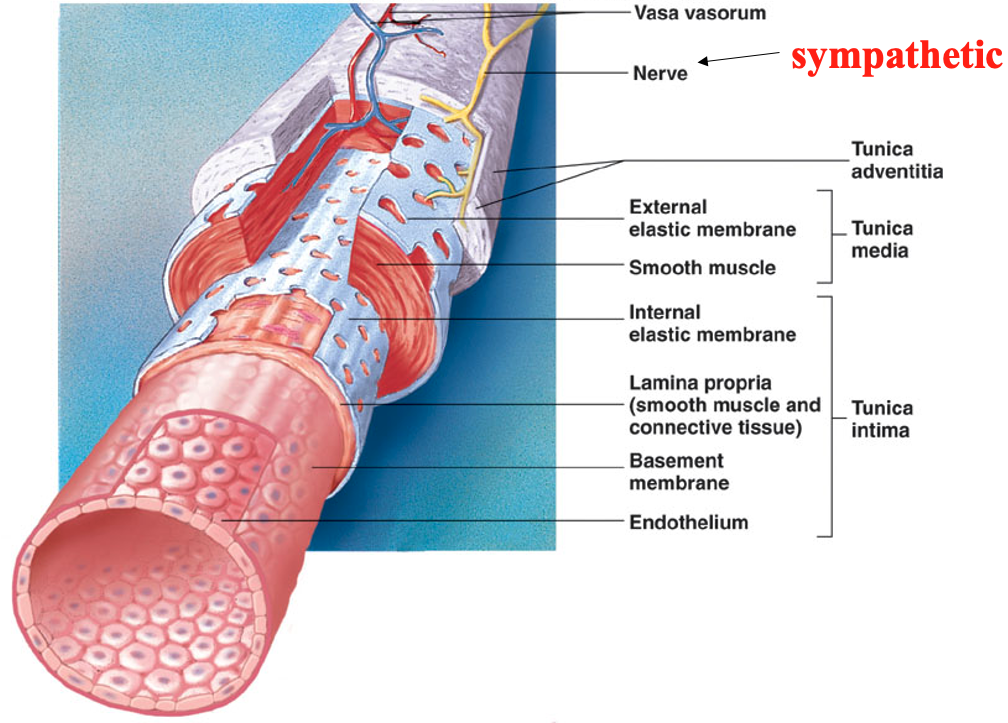 Vasa vasorum
sympathetic
Nerve
Tunica
adventitia
External
elastic membrane
Tunica
media
Smooth muscle
Internal
elastic membrane
Lamina propria
(smooth muscle and
connective tissue)
Tunica
intima
Basement
membrane
Endothelium